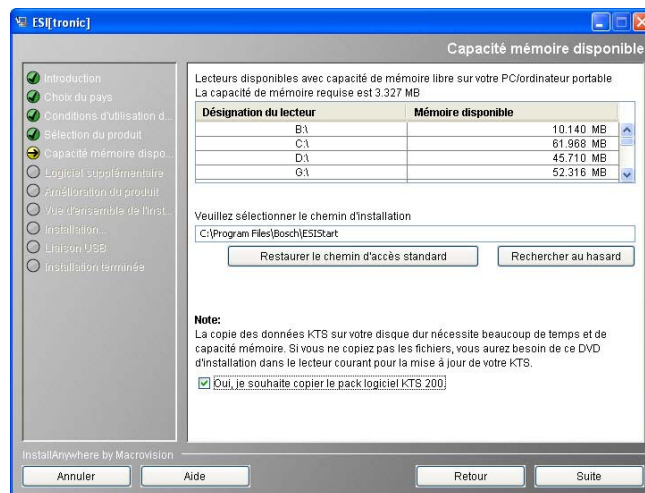 ESI[tronic]
Capacité mémoire disponible
Introduction
Choix du pays
Conditions d'utilisation d...
Sélection du produit
Capacité mémoire dispo...
Logiciel supplémentaire
Amélioration du produit
Vue d'ensemble de l'inst...
Installation...
Liaison USB
Installation terminée
Lecteurs disponibles avec capacité de mémoire libre sur votre PC/ordinateur portable
La capacité de mémoire requise est 3.327 MB
Désignation du lecteur Mémoire disponible
B:\ 10.140 MB
C:\ 61.968 MB
D:\ 45.710 MB
G:\ 52.316 MB
Veuillez sélectionner le chemin d'installation
C:\Program Files\Bosch\ESIStart
Restaurer le chemin d'accès standard Rechercher au hasard
Note:
La copie des données KTS sur votre disque dur nécessite beaucoup de temps et de
capacité mémoire. Si vous ne copiez pas les fichiers, vous aurez besoin de ce DVD
d'installation dans le lecteur courant pour la mise à jour de votre KTS.
Oui, je souhaite copier le pack logiciel KTS 200.
InstallAnywhere by Macrovision
Annuler Aide Retour Suite